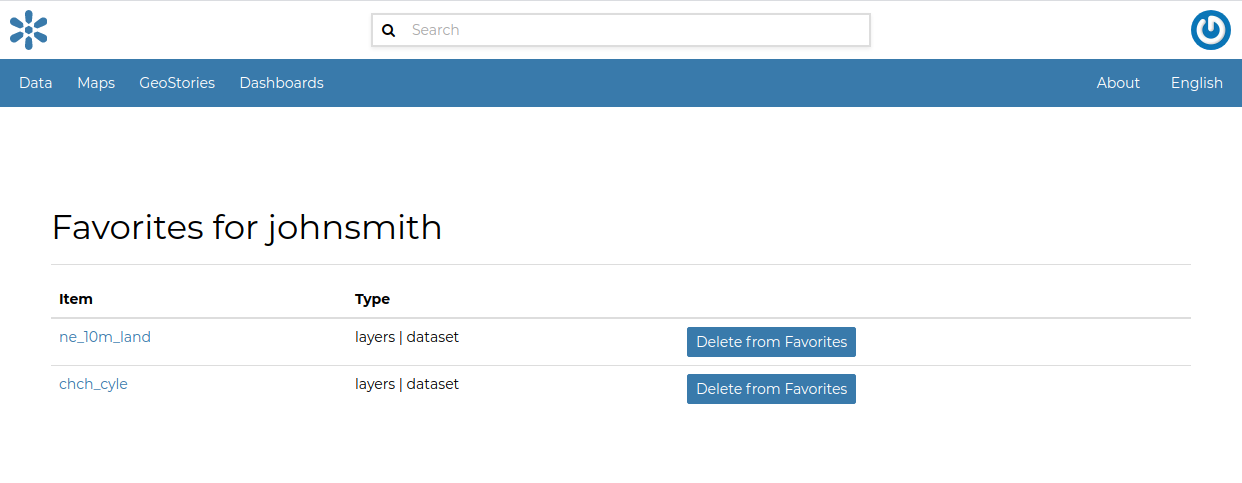 Search
Data Maps GeoStories Dashboards About English
Favorites for johnsmith
Item Type
ne_10m_land layers | dataset Delete from Favorites
chch_cyle layers | dataset Delete from Favorites